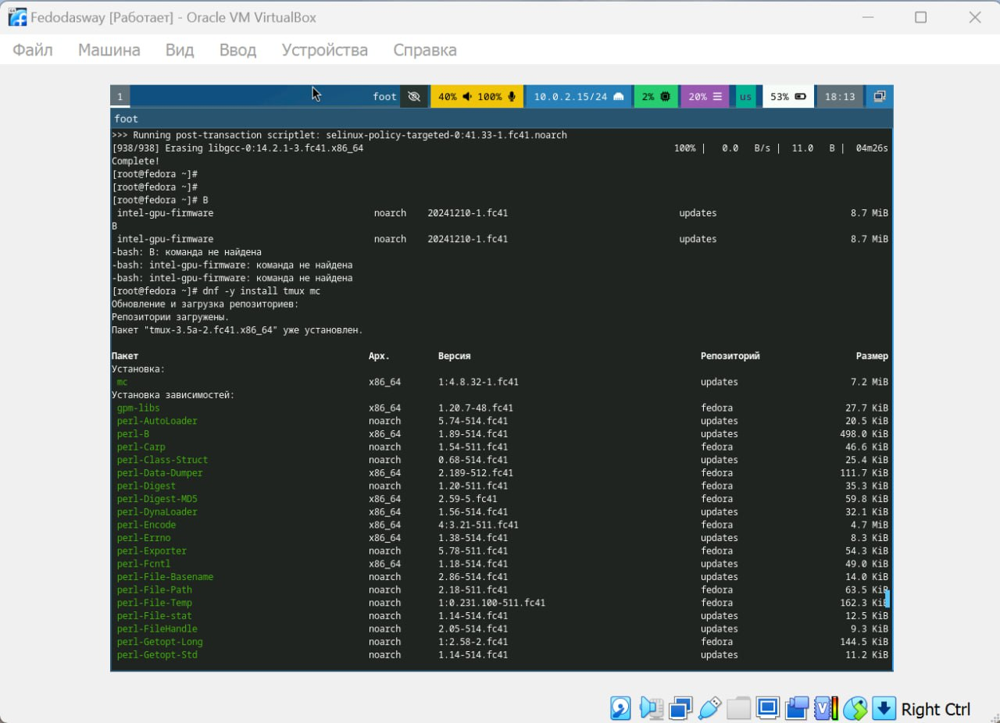 Fedodasway [Работает] - Oracle VM VirtualBox
Файл Машина Вид Ввод Устройства Справка
1 foot 40% 100% 10.0.2.15/24 2% 20% us 53% 18:13
foot
>>> Running post-transaction scriptlet: selinux-policy-targeted-0:41.33-1.fc41.noarch
[938/938] Erasing libgcc-0:14.2.1-3.fc41.x86_64 100% | 0.0 B/s | 11.0 B | 04m26s
Complete!
[root@fedora ~]#
[root@fedora ~]#
[root@fedora ~]# B
intel-gpu-firmware noarch 20241210-1.fc41 updates 8.7 MiB
B
intel-gpu-firmware noarch 20241210-1.fc41 updates 8.7 MiB
-bash: B: команда не найдена
-bash: intel-gpu-firmware: команда не найдена
-bash: intel-gpu-firmware: команда не найдена
[root@fedora ~]# dnf -y install tmux mc
Обновление и загрузка репозиториев:
Репозитории загружены.
Пакет "tmux-3.5a-2.fc41.x86_64" уже установлен.
Пакет Арх. Версия Репозиторий Размер
Установка:
mc x86_64 1:4.8.32-1.fc41 updates 7.2 MiB
Установка зависимостей:
gpm-libs x86_64 1.20.7-48.fc41 fedora 27.7 KiB
perl-AutoLoader noarch 5.74-514.fc41 updates 20.5 KiB
perl-B x86_64 1.89-514.fc41 updates 498.0 KiB
perl-Carp noarch 1.54-511.fc41 fedora 46.6 KiB
perl-Class-Struct noarch 0.68-514.fc41 updates 25.4 KiB
perl-Data-Dumper x86_64 2.189-512.fc41 fedora 111.7 KiB
perl-Digest noarch 1.20-511.fc41 fedora 35.3 KiB
perl-Digest-MD5 x86_64 2.59-5.fc41 fedora 59.8 KiB
perl-DynaLoader x86_64 1.56-514.fc41 updates 32.1 KiB
perl-Encode x86_64 4:3.21-511.fc41 fedora 4.7 MiB
perl-Errno x86_64 1.38-514.fc41 updates 8.3 KiB
perl-Exporter noarch 5.78-511.fc41 fedora 54.3 KiB
perl-Fcntl x86_64 1.18-514.fc41 updates 49.0 KiB
perl-File-Basename noarch 2.86-514.fc41 updates 14.0 KiB
perl-File-Path noarch 2.18-511.fc41 fedora 63.5 KiB
perl-File-Temp noarch 1:0.231.100-511.fc41 fedora 162.3 KiB
perl-File-stat noarch 1.14-514.fc41 updates 12.5 KiB
perl-FileHandle noarch 2.05-514.fc41 updates 9.3 KiB
perl-Getopt-Long noarch 1:2.58-2.fc41 fedora 144.5 KiB
perl-Getopt-Std noarch 1.14-514.fc41 updates 11.2 KiB
Right Ctrl